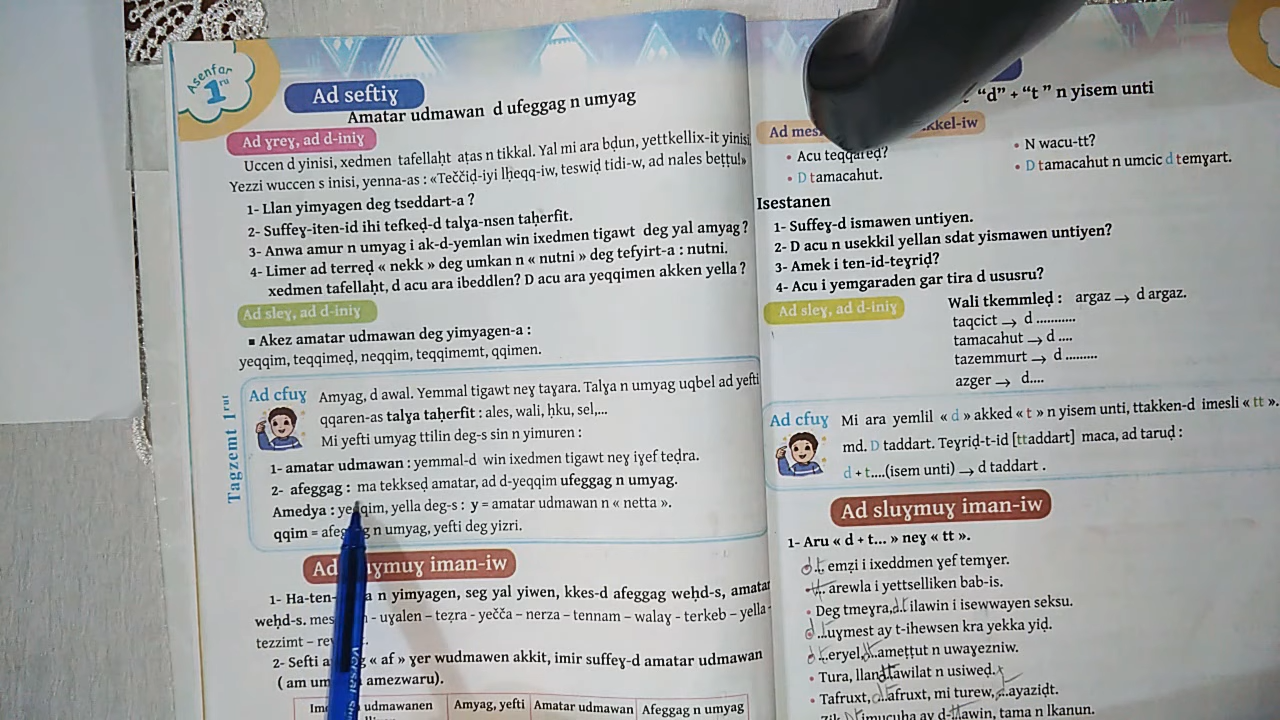 Asenfar
1 ru
Ad seftiɣ
Amatar udmawan d ufeggag n umyag
Ad ɣreɣ, ad d-iniɣ
Uccen d yinisi, xedmen tafellaḥt aṭas n tikkal. Yal mi ara bḍun, yettkellix-it yinisi.
Yezzi wuccen s inisi, yenna-as : «Teččiḍ-iyi lḥeqq-iw, teswiḍ tidi-w, ad nales beṭṭu!»
1- Llan yimyagen deg tseddart-a ?
2- Suffeɣ-iten-id ihi tefkeḍ-d talɣa-nsen taḥerfit.
3- Anwa amur n umyag i ak-d-yemlan win ixedmen tigawt deg yal amyag ?
4- Limer ad terreḍ « nekk » deg umkan n « nutni » deg tefyirt-a : nutni.
xedmen tafellaḥt, d acu ara ibeddlen? D acu ara yeqqimen akken yella ?
Ad sleɣ, ad d-iniɣ
▪ Akez amatar udmawan deg yimyagen-a :
yeqqim, teqqimeḍ, neqqim, teqqimemt, qqimen.
Tagzemt 1 rut
Ad cfuɣ
Amyag, d awal. Yemmal tigawt neɣ taɣara. Talɣa n umyag uqbel ad yefti
qqaren-as talɣa taḥerfit : ales, wali, ḥku, sel,...
Mi yefti umyag ttilin deg-s sin n yimuren :
1- amatar udmawan : yemmal-d win ixedmen tigawt neɣ iɣef teḍra.
2- afeggag : ma tekkseḍ amatar, ad d-yeqqim ufeggag n umyag.
Amedya : yeqqim, yella deg-s : y = amatar udmawan n « netta ».
qqim = afeggag n umyag, yefti deg yizri.
Ad sluɣmuɣ iman-iw
1- Ha-ten- n yimyagen, seg yal yiwen, kkes-d afeggag weḥd-s, amatar
weḥd-s. - uɣalen – teẓra - yečča – nerza – tennam – walaɣ - terkeb – yella -
tezzimt –
2- Sefti « af » ɣer wudmawen akkit, imir suffeɣ-d amatar udmawan
( am amezwaru).
udmawanen
Amyag, yefti
Amatar udmawan
Afeggag n umyag
“d” + “t ” n yisem unti
Ad
• Acu teqqareḍ?
• D tamacahut.
• N wacu-tt?
• D tamacahut n umcic d temɣart.
Isestanen
1- Suffeɣ-d ismawen untiyen.
2- D acu n usekkil yellan sdat yismawen untiyen?
3- Amek i ten-id-teɣriḍ?
4- Acu i yemgaraden gar tira d ususru?
Ad sleɣ, ad d-iniɣ
Wali tkemmleḍ : argaz → d argaz.
taqcict → d ...........
tamacahut → d ....
tazemmurt → d .........
azger → d....
Ad cfuɣ
Mi ara yemlil « d » akked « t » n yisem unti, ttakken-d imesli « tt ».
md. D taddart. Teɣriḍ-t-id [ttaddart] maca, ad taruḍ :
d + t....(isem unti) → d taddart .
Ad sluɣmuɣ iman-iw
1- Aru « d + t... » neɣ « tt ».
emẓi i ixeddmen ɣef temɣer.
arewla i yettselliken bab-is.
• Deg tmeɣra, ilawin i isewwayen seksu.
uɣmest ay t-ihewsen kra yekka yiḍ.
eryel, ameṭṭut n uwaɣezniw.
• Tura, llan awilat n usiweḍ.
• Tafruxt, afruxt, mi turew, ayaziḍt.
imucuha ay d- awin, tama n lkanun.